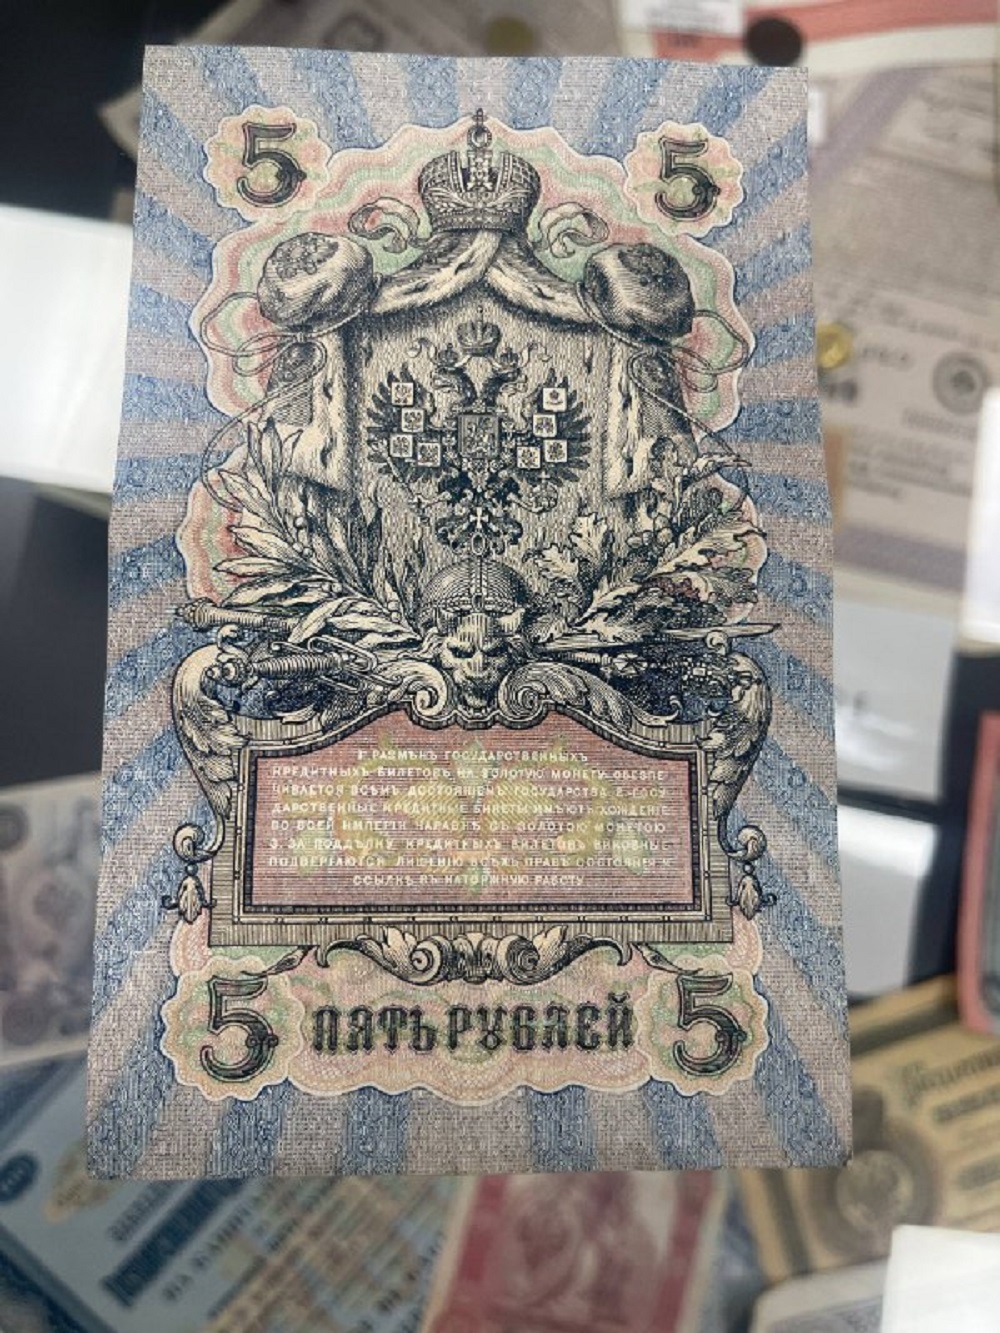 5 5
1. РАЗМѢНЪ ГОСУДАРСТВЕННЫХЪ
КРЕДИТНЫХЪ БИЛЕТОВЪ НА ЗОЛОТУЮ МОНЕТУ ОБЕЗПЕ-
ЧИВАЕТСЯ ВСѢМЪ ДОСТОЯНІЕМЪ ГОСУДАРСТВА. 2. ГОСУ-
ДАРСТВЕННЫЕ КРЕДИТНЫЕ БИЛЕТЫ ИМѢЮТЪ ХОЖДЕНІЕ
ВО ВСЕЙ ИМПЕРІИ НАРАВНѢ СЪ ЗОЛОТОЮ МОНЕТОЮ.
3. ЗА ПОДДѢЛКУ КРЕДИТНЫХЪ БИЛЕТОВЪ ВИНОВНЫЕ
ПОДВЕРГАЮТСЯ ЛИШЕНІЮ ВСѢХЪ ПРАВЪ СОСТОЯНІЯ И
ССЫЛКѢ ВЪ КАТОРЖНУЮ РАБОТУ.
5 ПЯТЬ РУБЛЕЙ 5